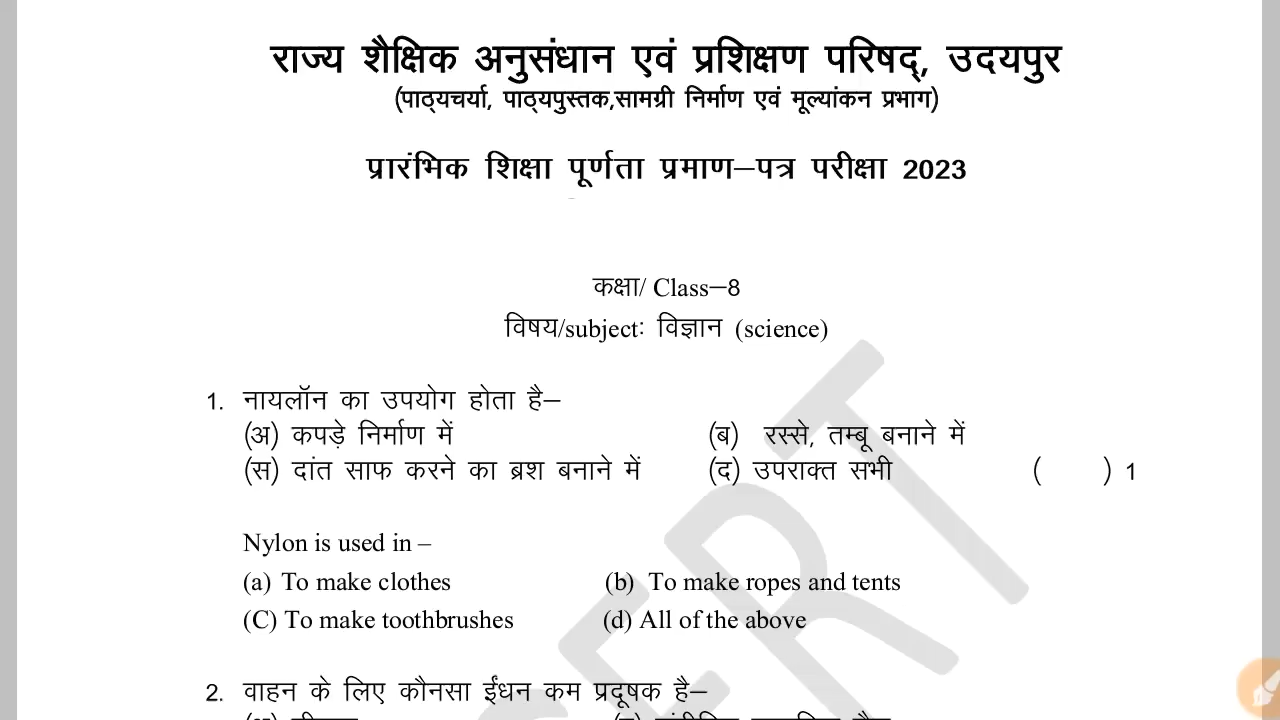 राज्य शैक्षिक अनुसंधान एवं प्रशिक्षण परिषद्, उदयपुर
(पाठ्यचर्या, पाठ्यपुस्तक,सामग्री निर्माण एवं मूल्यांकन प्रभाग)
प्रारंभिक शिक्षा पूर्णता प्रमाण–पत्र परीक्षा 2023
कक्षा/ Class–8
विषय/subject: विज्ञान (science)
1. नायलॉन का उपयोग होता है–
(अ) कपड़े निर्माण में (ब) रस्से, तम्बू बनाने में
(स) दांत साफ करने का ब्रश बनाने में (द) उपराक्त सभी ( ) 1
Nylon is used in –
(a) To make clothes (b) To make ropes and tents
(C) To make toothbrushes (d) All of the above
2. वाहन के लिए कौनसा ईंधन कम प्रदूषक है–